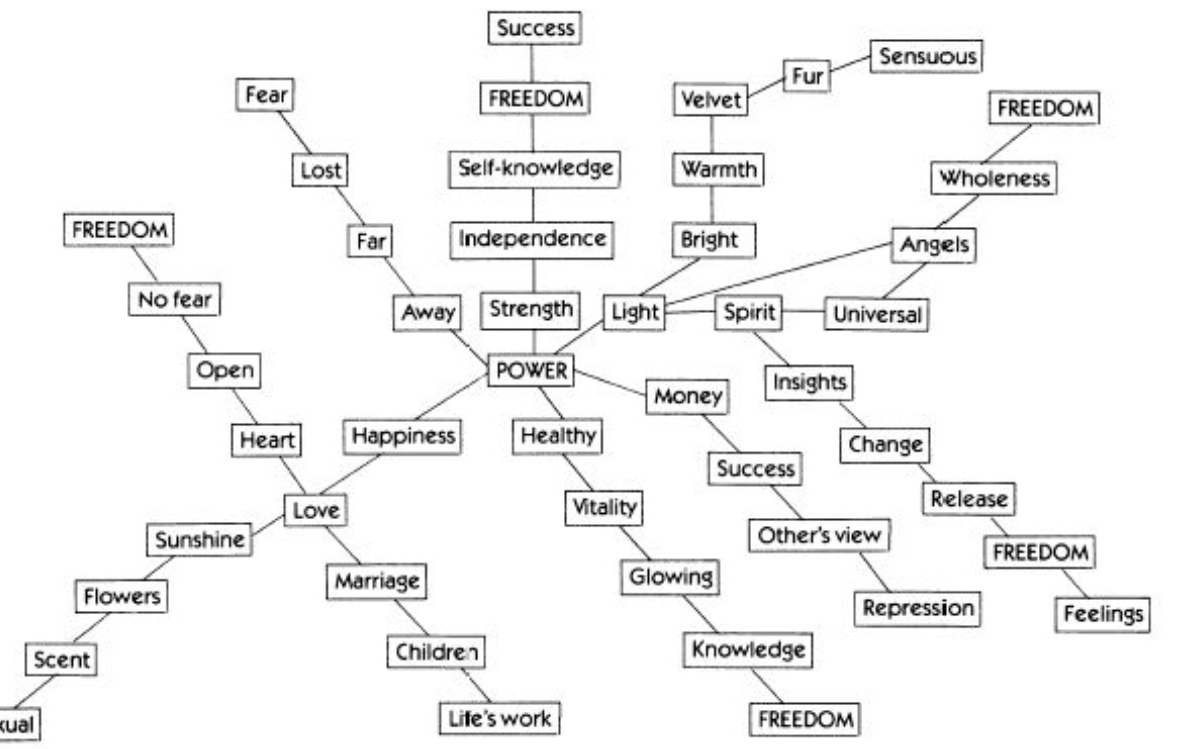 Success
Fear
FREEDOM
Velvet
Fur
Sensuous
FREEDOM
Lost
Self-knowledge
Warmth
Wholeness
FREEDOM
Far
Independence
Bright
Angels
No fear
Away
Strength
Light
Spirit
Universal
Open
POWER
Money
Insights
Heart
Happiness
Healthy
Success
Change
Love
Vitality
Other's view
Release
Sunshine
Marriage
Glowing
Repression
FREEDOM
Flowers
Children
Knowledge
Feelings
Scent
Life's work
FREEDOM
xual